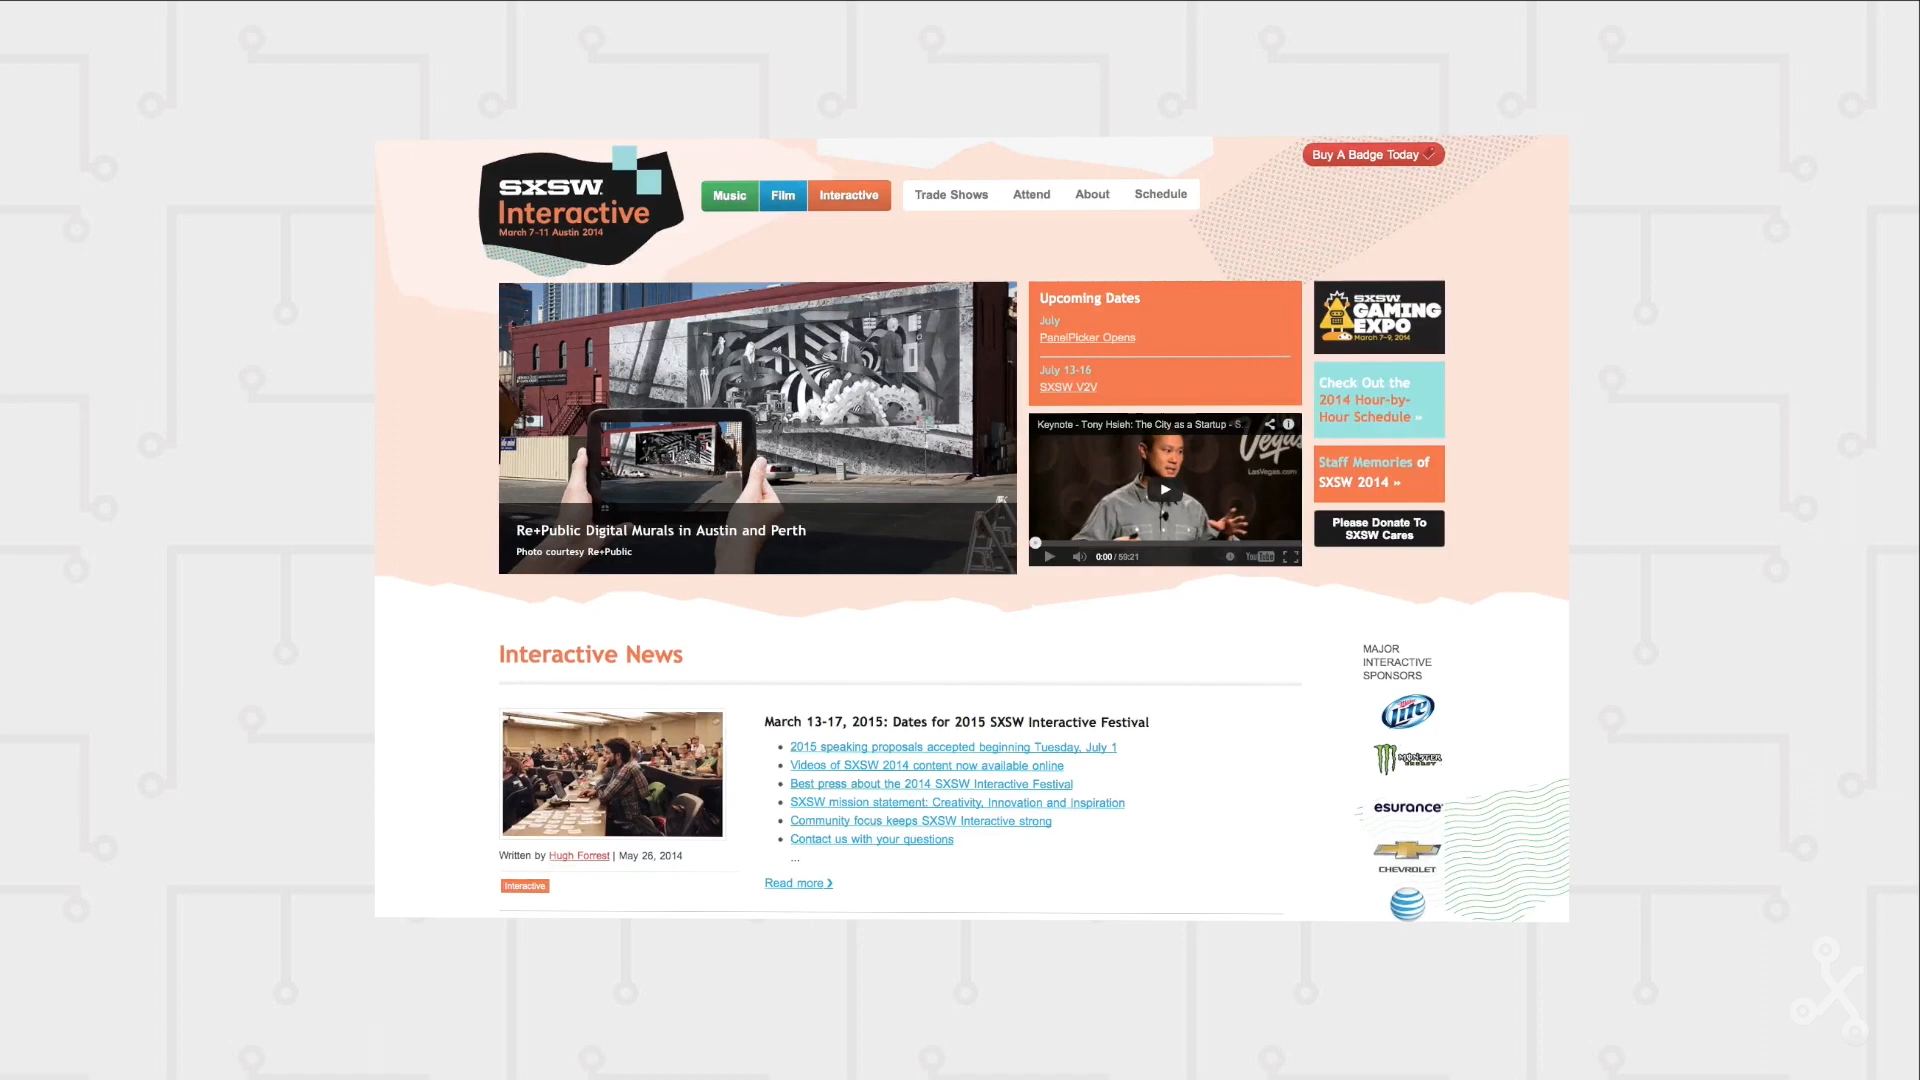 Buy A Badge Today
SXSW.
Interactive
March 7-11 Austin 2014
Music
Film
Interactive
Trade Shows
Attend
About
Schedule
Re+Public Digital Murals in Austin and Perth
Photo courtesy Re+Public
Upcoming Dates
July
PanelPicker Opens
July 13-16
SXSW V2V
Keynote - Tony Hsieh: The City as a Startup - S...
Vegas
LasVegas.com
0:00 / 59:21
YouTube
SXSW
GAMING
EXPO
March 7-9, 2014
Check Out the
2014 Hour-by-
Hour Schedule »
Staff Memories of
SXSW 2014 »
Please Donate To
SXSW Cares
Interactive News
Written by Hugh Forrest | May 26, 2014
Interactive
March 13-17, 2015: Dates for 2015 SXSW Interactive Festival
• 2015 speaking proposals accepted beginning Tuesday, July 1
• Videos of SXSW 2014 content now available online
• Best press about the 2014 SXSW Interactive Festival
• SXSW mission statement: Creativity, Innovation and Inspiration
• Community focus keeps SXSW Interactive strong
• Contact us with your questions
...
Read more ❯
MAJOR
INTERACTIVE
SPONSORS
Lite
MONSTER
ENERGY
esurance
CHEVROLET